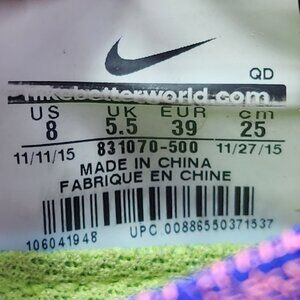 QD
nikebetterworld.com
US UK EUR cm
8 5.5 39 25
11/11/15 831070-500 11/27/15
MADE IN CHINA
FABRIQUE EN CHINE
106041948 UPC 00886550371537